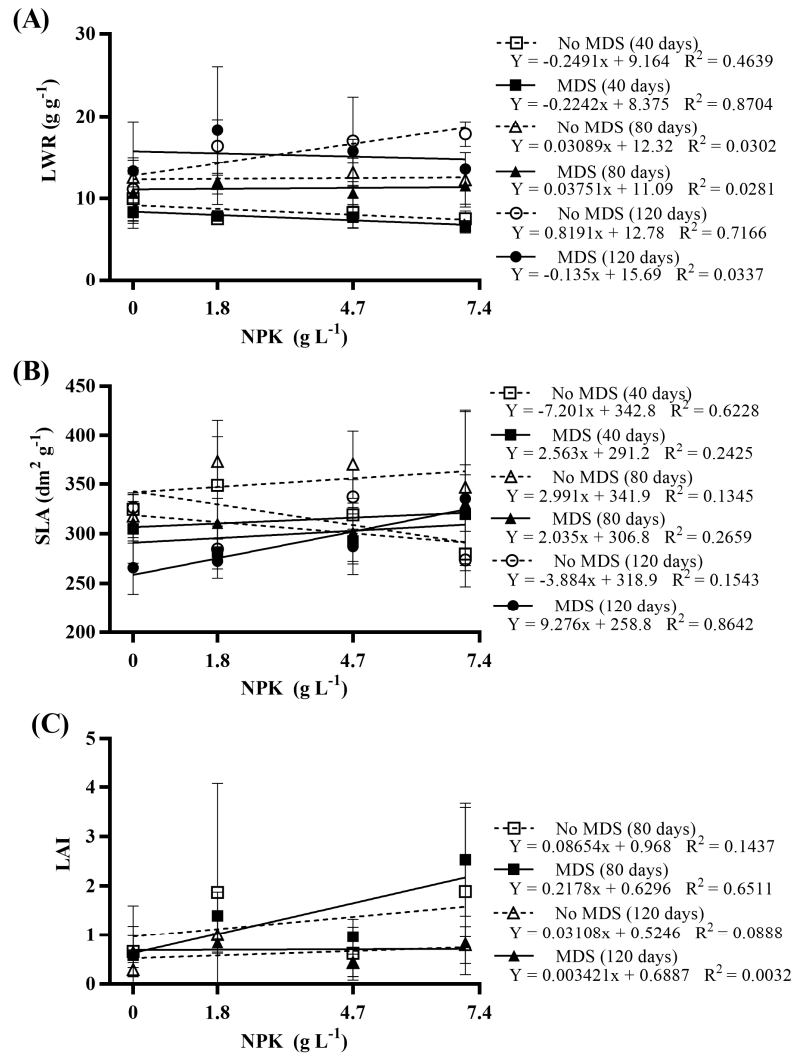 (A)
30
20
10
0
LWR (g g-1)
0 1.8 4.7 7.4
NPK (g L-1)
No MDS (40 days)
Y = -0.2491x + 9.164 R2 = 0.4639
MDS (40 days)
Y = -0.2242x + 8.375 R2 = 0.8704
No MDS (80 days)
Y = 0.03089x + 12.32 R2 = 0.0302
MDS (80 days)
Y = 0.03751x + 11.09 R2 = 0.0281
No MDS (120 days)
Y = 0.8191x + 12.78 R2 = 0.7166
MDS (120 days)
Y = -0.135x + 15.69 R2 = 0.0337
(B)
450
400
350
300
250
200
SLA (dm2 g-1)
0 1.8 4.7 7.4
NPK (g L-1)
No MDS (40 days)
Y = -7.201x + 342.8 R2 = 0.6228
MDS (40 days)
Y = 2.563x + 291.2 R2 = 0.2425
No MDS (80 days)
Y = 2.991x + 341.9 R2 = 0.1345
MDS (80 days)
Y = 2.035x + 306.8 R2 = 0.2659
No MDS (120 days)
Y = -3.884x + 318.9 R2 = 0.1543
MDS (120 days)
Y = 9.276x + 258.8 R2 = 0.8642
(C)
5
4
3
2
1
0
LAI
0 1.8 4.7 7.4
NPK (g L-1)
No MDS (80 days)
Y = 0.08654x + 0.968 R2 = 0.1437
MDS (80 days)
Y = 0.2178x + 0.6296 R2 = 0.6511
No MDS (120 days)
Y = 0.03108x + 0.5246 R2 = 0.0888
MDS (120 days)
Y = 0.003421x + 0.6887 R2 = 0.0032